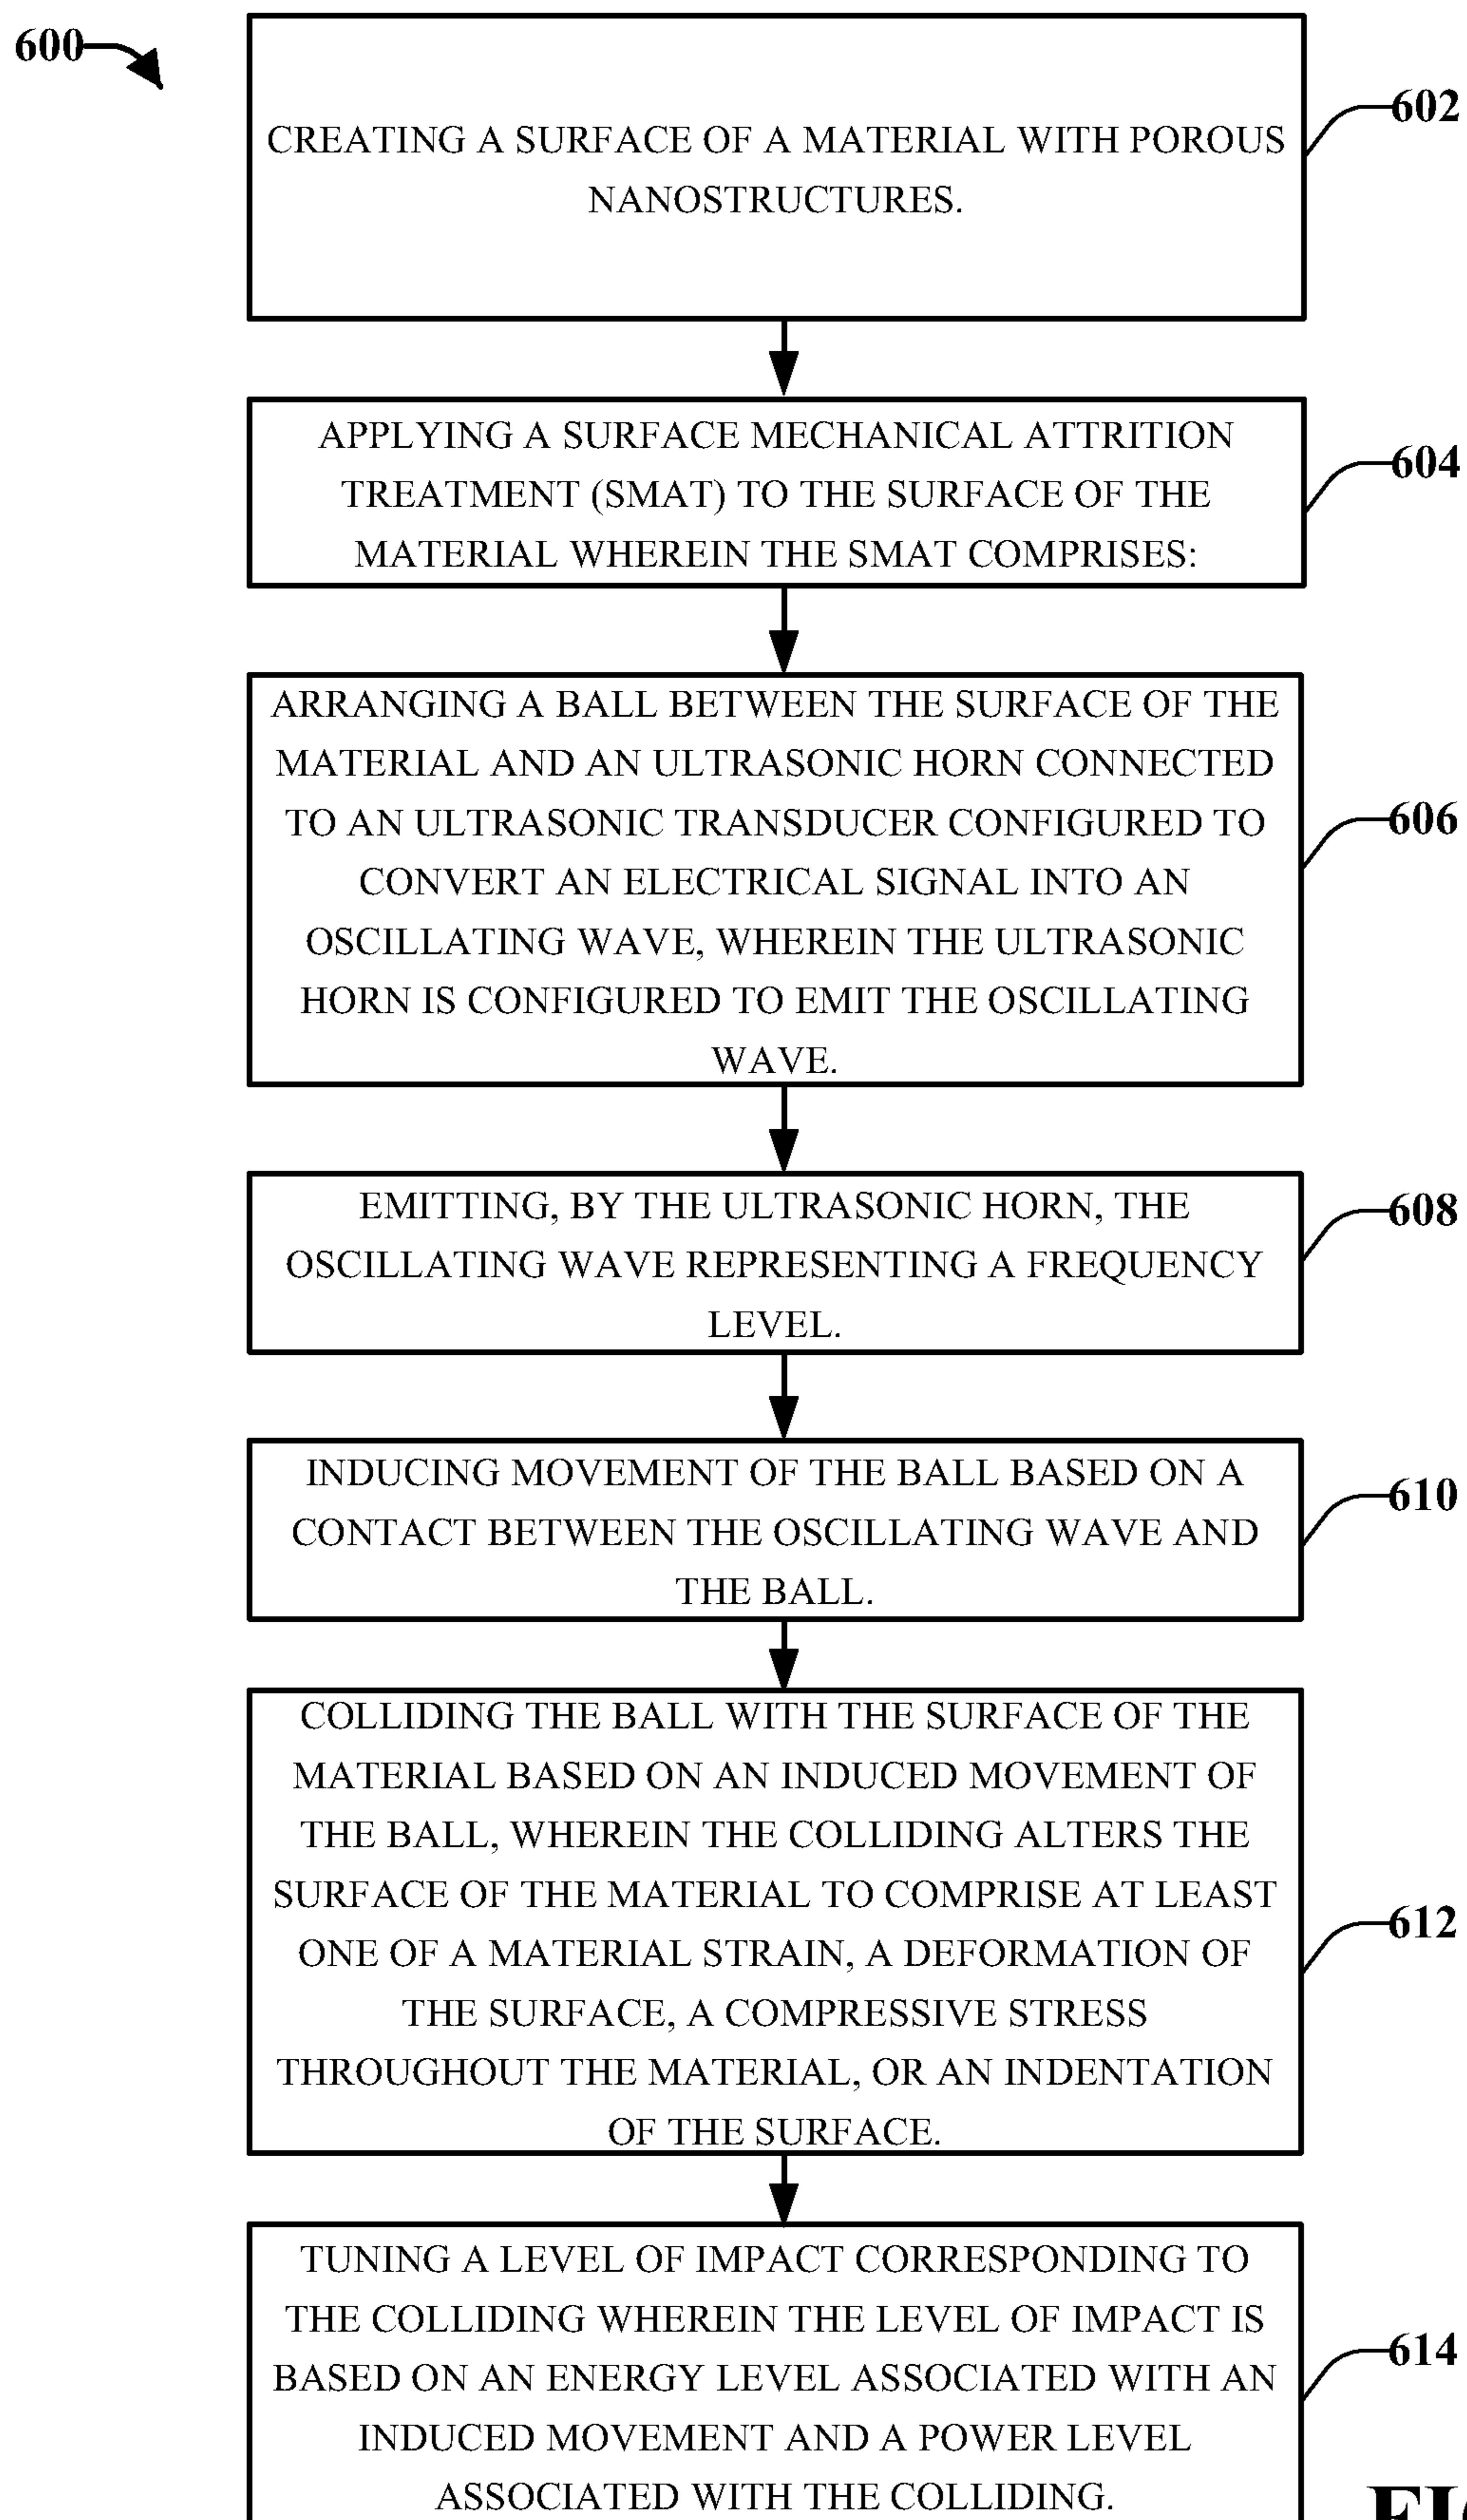 600
CREATING A SURFACE OF A MATERIAL WITH POROUS
NANOSTRUCTURES.
602
APPLYING A SURFACE MECHANICAL ATTRITION
TREATMENT (SMAT) TO THE SURFACE OF THE
MATERIAL WHEREIN THE SMAT COMPRISES:
604
ARRANGING A BALL BETWEEN THE SURFACE OF THE
MATERIAL AND AN ULTRASONIC HORN CONNECTED
TO AN ULTRASONIC TRANSDUCER CONFIGURED TO
CONVERT AN ELECTRICAL SIGNAL INTO AN
OSCILLATING WAVE, WHEREIN THE ULTRASONIC
HORN IS CONFIGURED TO EMIT THE OSCILLATING
WAVE.
606
EMITTING, BY THE ULTRASONIC HORN, THE
OSCILLATING WAVE REPRESENTING A FREQUENCY
LEVEL.
608
INDUCING MOVEMENT OF THE BALL BASED ON A
CONTACT BETWEEN THE OSCILLATING WAVE AND
THE BALL.
610
COLLIDING THE BALL WITH THE SURFACE OF THE
MATERIAL BASED ON AN INDUCED MOVEMENT OF
THE BALL, WHEREIN THE COLLIDING ALTERS THE
SURFACE OF THE MATERIAL TO COMPRISE AT LEAST
ONE OF A MATERIAL STRAIN, A DEFORMATION OF
THE SURFACE, A COMPRESSIVE STRESS
THROUGHOUT THE MATERIAL, OR AN INDENTATION
OF THE SURFACE.
612
TUNING A LEVEL OF IMPACT CORRESPONDING TO
THE COLLIDING WHEREIN THE LEVEL OF IMPACT IS
BASED ON AN ENERGY LEVEL ASSOCIATED WITH AN
INDUCED MOVEMENT AND A POWER LEVEL
ASSOCIATED WITH THE COLLIDING.
614